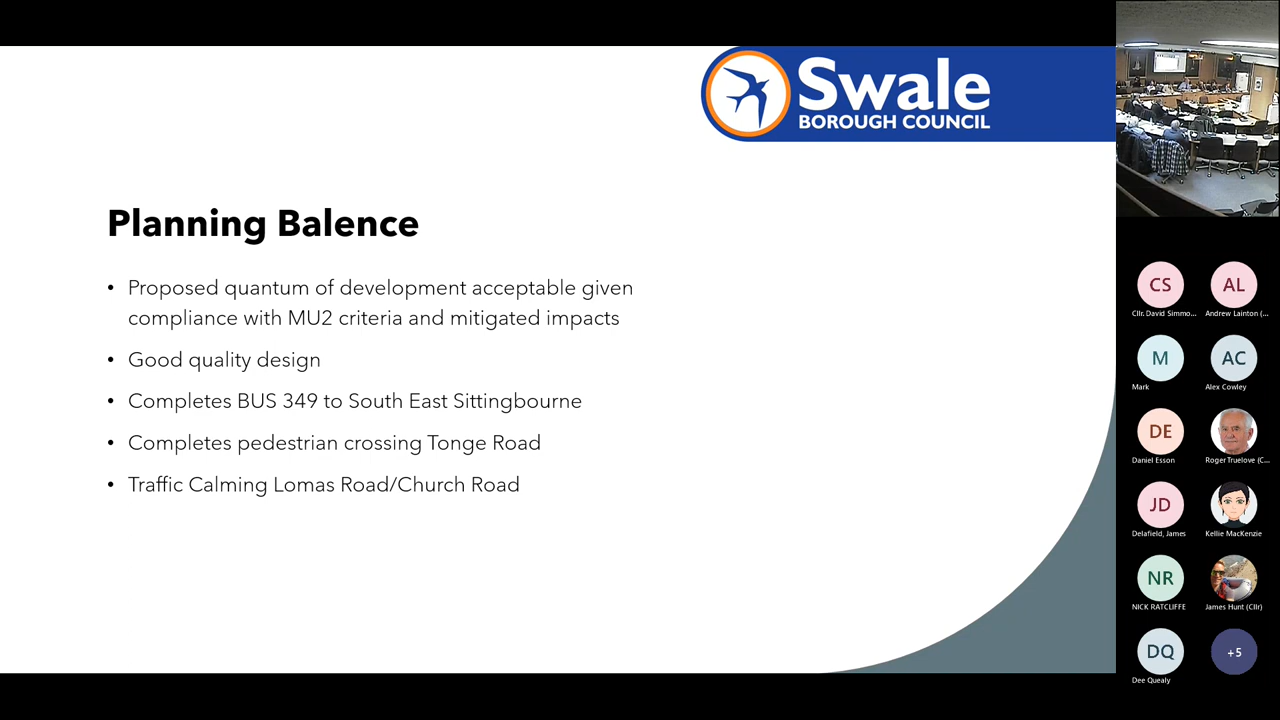 Swale
BOROUGH COUNCIL
Planning Balence
• Proposed quantum of development acceptable given
compliance with MU2 criteria and mitigated impacts
• Good quality design
• Completes BUS 349 to South East Sittingbourne
• Completes pedestrian crossing Tonge Road
• Traffic Calming Lomas Road/Church Road
CS
AL
Cllr. David Simmo...
Andrew Lainton (...
M
AC
Mark
Alex Cowley
DE
Daniel Esson
Roger Truelove (C...
JD
Delafield, James
Kellie MacKenzie
NR
NICK RATCLIFFE
James Hunt (Cllr)
DQ
+5
Dee Quealy